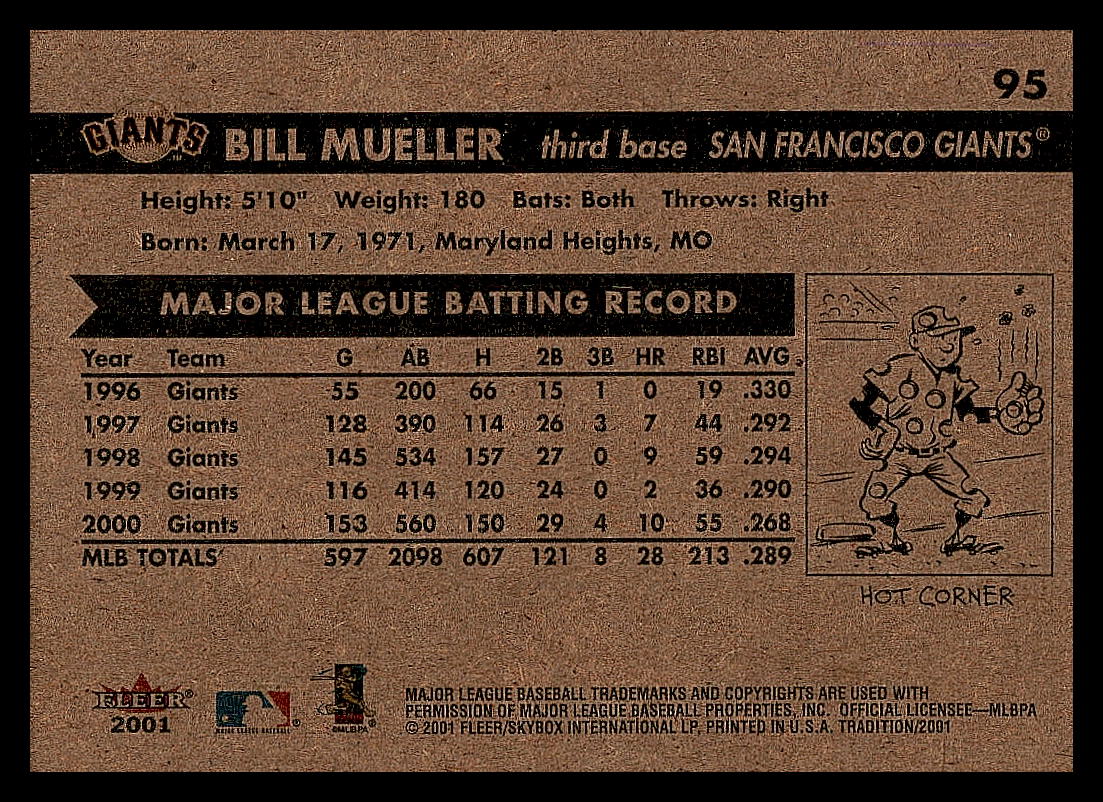 95
GIANTS BILL MUELLER third base SAN FRANCISCO GIANTS®
Height: 5'10" Weight: 180 Bats: Both Throws: Right
Born: March 17, 1971, Maryland Heights, MO
MAJOR LEAGUE BATTING RECORD
Year Team G AB H 2B 3B HR RBI AVG.
1996 Giants 55 200 66 15 1 0 19 .330
1997 Giants 128 390 114 26 3 7 44 .292
1998 Giants 145 534 157 27 0 9 59 .294
1999 Giants 116 414 120 24 0 2 36 .290
2000 Giants 153 560 150 29 4 10 55 .268
MLB TOTALS 597 2098 607 121 8 28 213 .289
HOT CORNER
FLEER®
2001
MAJOR LEAGUE BASEBALL
©MLBPA
MAJOR LEAGUE BASEBALL TRADEMARKS AND COPYRIGHTS ARE USED WITH
PERMISSION OF MAJOR LEAGUE BASEBALL PROPERTIES, INC. OFFICIAL LICENSEE—MLBPA
© 2001 FLEER/SKYBOX INTERNATIONAL LP, PRINTED IN U.S.A. TRADITION/2001